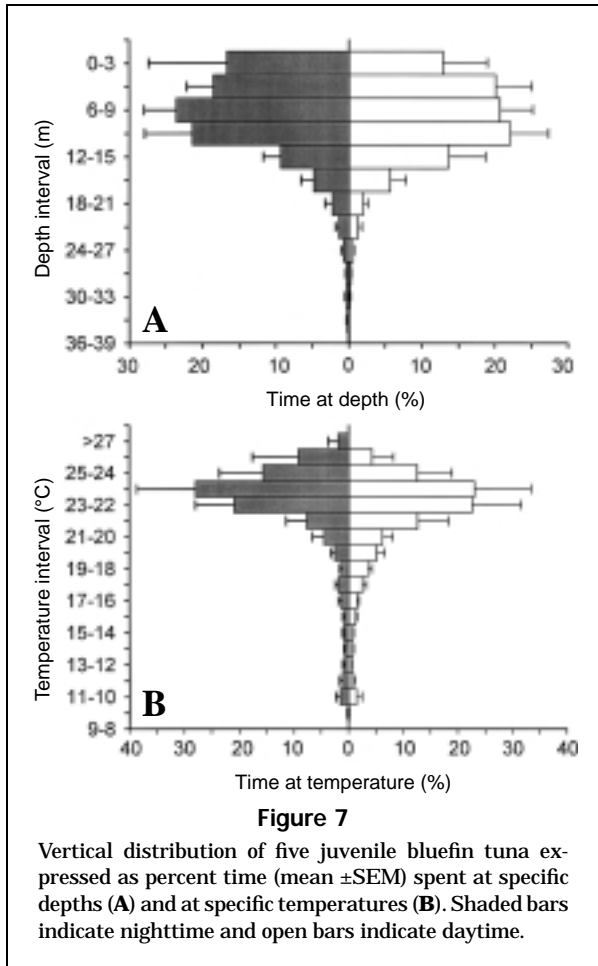 0-3
6-9
12-15
18-21
24-27
30-33
36-39
Depth interval (m)
A
30 20 10 0 10 20 30
Time at depth (%)
>27
25-24
23-22
21-20
19-18
17-16
15-14
13-12
11-10
9-8
Temperature interval (°C)
B
40 30 20 10 0 10 20 30 40
Time at temperature (%)
Figure 7
Vertical distribution of five juvenile bluefin tuna ex-
pressed as percent time (mean ±SEM) spent at specific
depths (A) and at specific temperatures (B). Shaded bars
indicate nighttime and open bars indicate daytime.